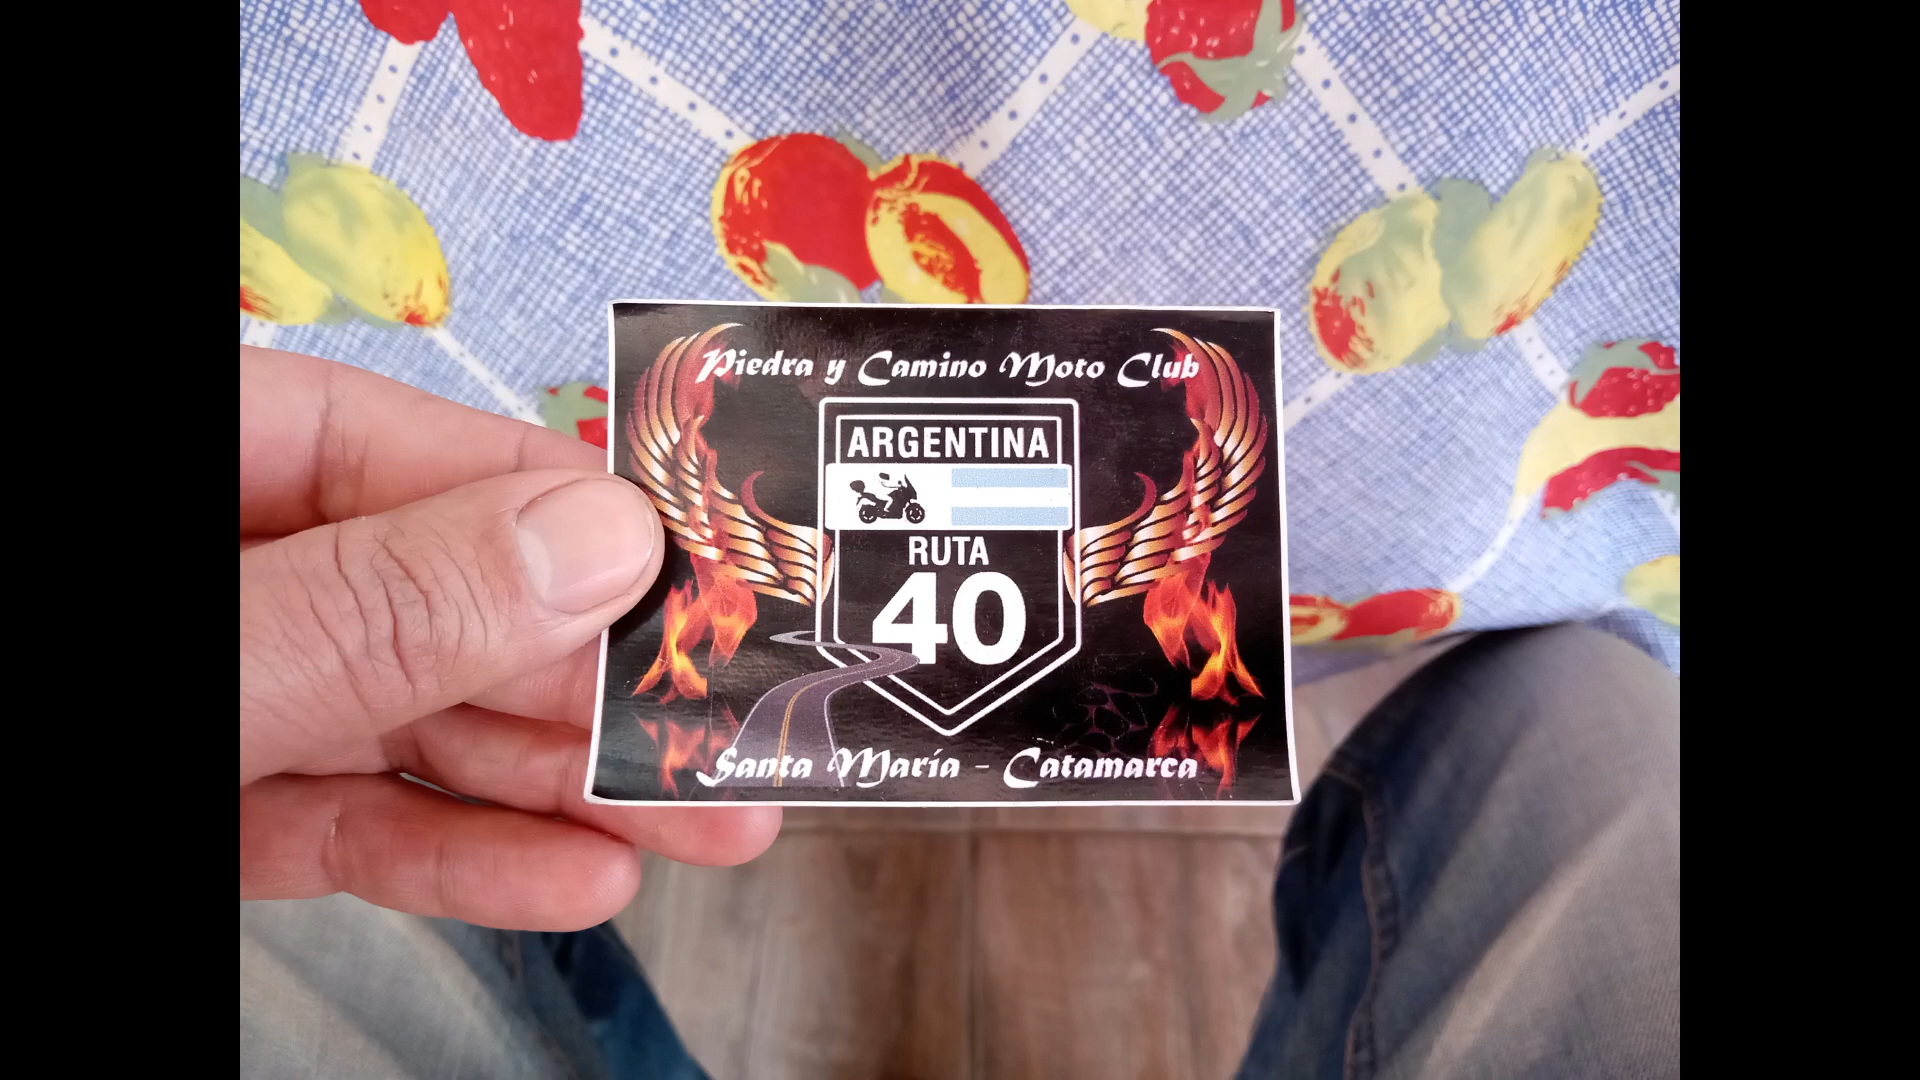 Piedra y Camino Moto Club
ARGENTINA
RUTA
40
Santa María - Catamarca